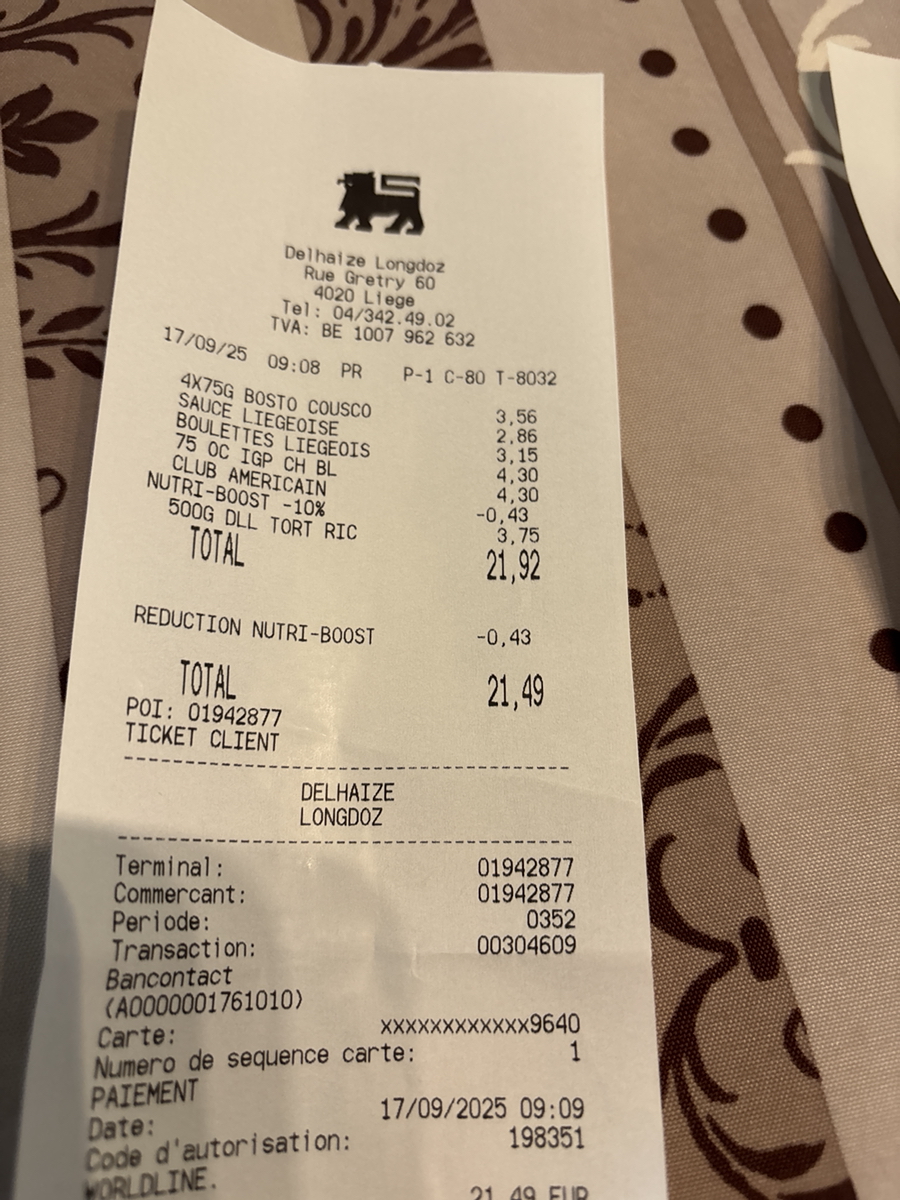 Delhaize Longdoz
Rue Gretry 60
4020 Liege
Tel: 04/342.49.02
TVA: BE 1007 962 632
17/09/25 09:08 PR P-1 C-80 T-8032
4X75G BOSTO COUSCO 3,56
SAUCE LIEGEOISE 2,86
BOULETTES LIEGEOIS 3,15
75 OC IGP CH BL 4,30
CLUB AMERICAIN 4,30
NUTRI-BOOST -10% -0,43
500G DLL TORT RIC 3,75
TOTAL 21,92
REDUCTION NUTRI-BOOST -0,43
TOTAL 21,49
POI: 01942877
TICKET CLIENT
DELHAIZE
LONGDOZ
Terminal: 01942877
Commercant: 01942877
Periode: 0352
Transaction: 00304609
Bancontact
(A0000001761010)
Carte: xxxxxxxxxxxx9640
Numero de sequence carte: 1
PAIEMENT
Date: 17/09/2025 09:09
Code d'autorisation: 198351
WORLDLINE.
21,49 EUR